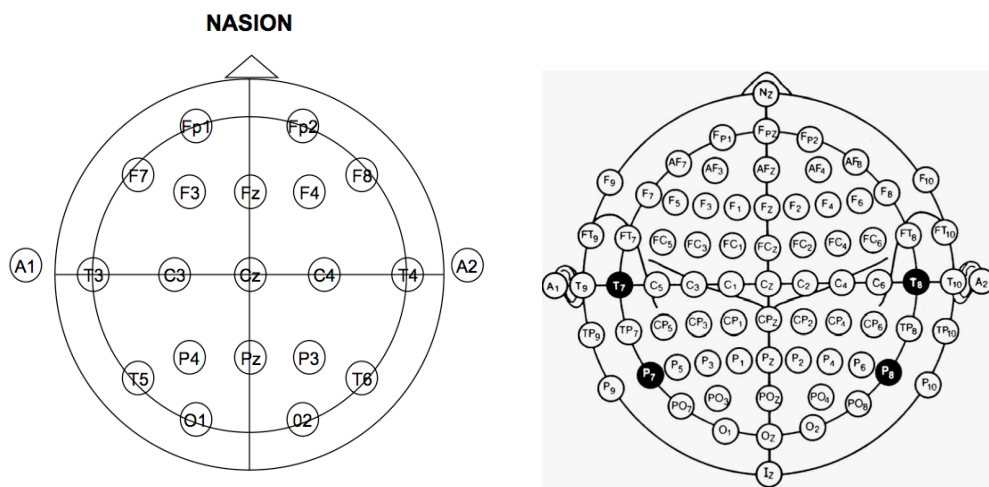 NASION
Fp1 Fp2
F7 F3 Fz F4 F8
A1 T3 C3 Cz C4 T4 A2
P4 Pz P3
T5 T6
O1 02
Nz
FP1 FPZ FP2
AF7 AF3 AFZ AF4 AF8
F9 F7 F5 F3 F1 FZ F2 F4 F6 F8 F10
FT9 FT7 FC5 FC3 FC1 FCZ FC2 FC4 FC6 FT8 FT10
A1 T9 T7 C5 C3 C1 CZ C2 C4 C6 T8 T10 A2
TP9 TP7 CP5 CP3 CP1 CPZ CP2 CP4 CP6 TP8 TP10
P9 P7 P5 P3 P1 PZ P2 P4 P6 P8 P10
PO7 PO3 POZ PO4 PO8
O1 OZ O2
IZ